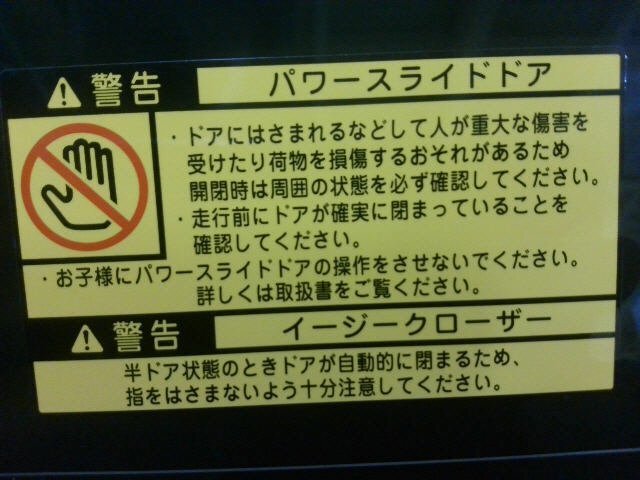 警告 パワースライドドア
・ドアにはさまれるなどして人が重大な傷害を
受けたり荷物を損傷するおそれがあるため
開閉時は周囲の状態を必ず確認してください。
・走行前にドアが確実に閉まっていることを
確認してください。
・お子様にパワースライドドアの操作をさせないでください。
詳しくは取扱書をご覧ください。
警告 イージークローザー
半ドア状態のときドアが自動的に閉まるため、
指をはさまないよう十分注意してください。